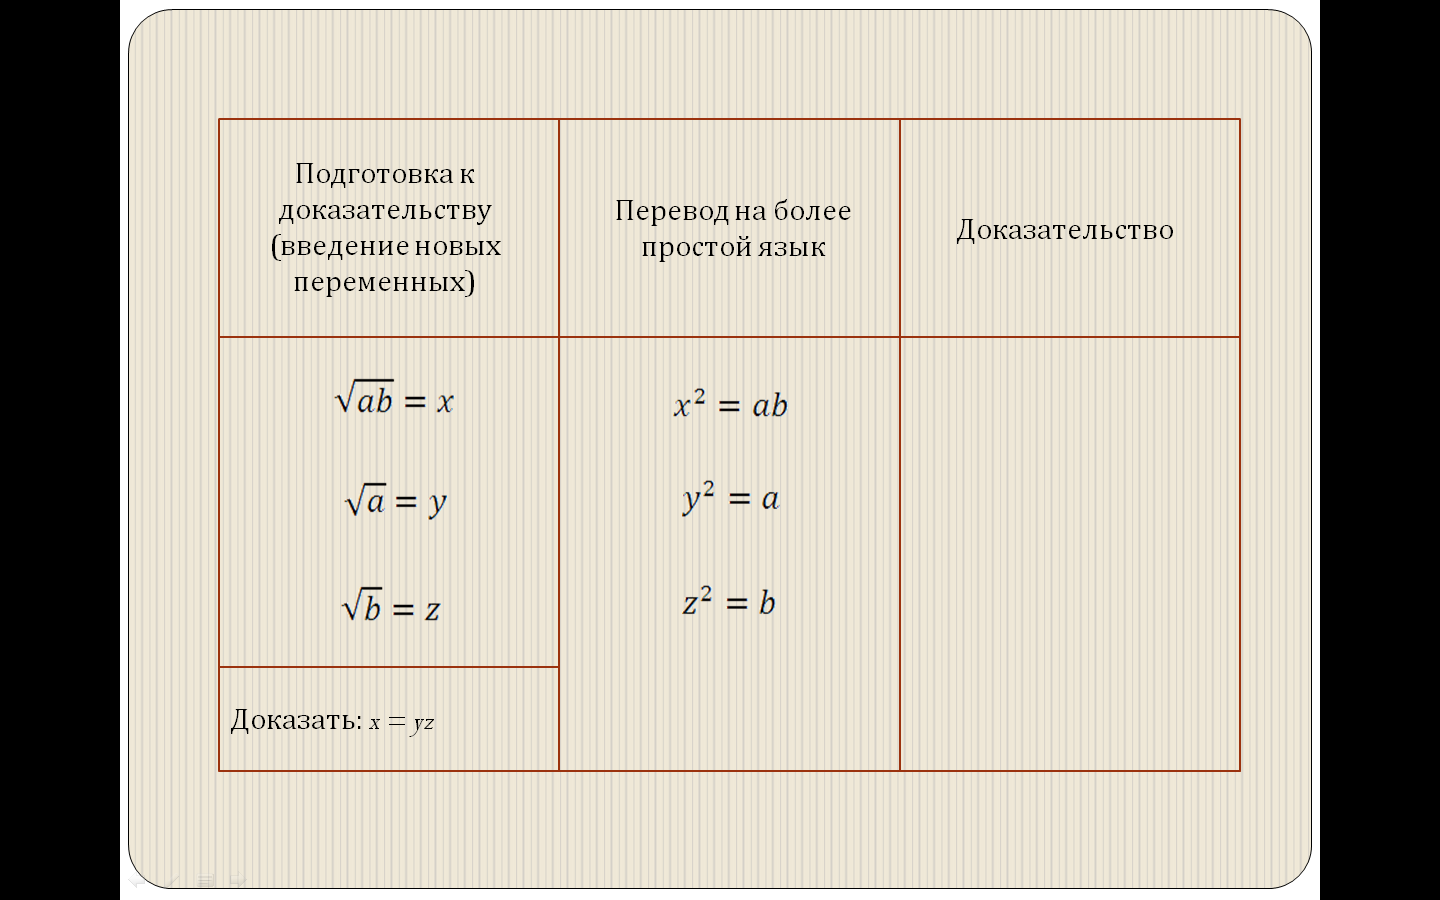 Подготовка к
доказательству
(введение новых
переменных)
Перевод на более
простой язык
Доказательство
√ab = x
√a = y
√b = z
x² = ab
y² = a
z² = b
Доказать: x = yz